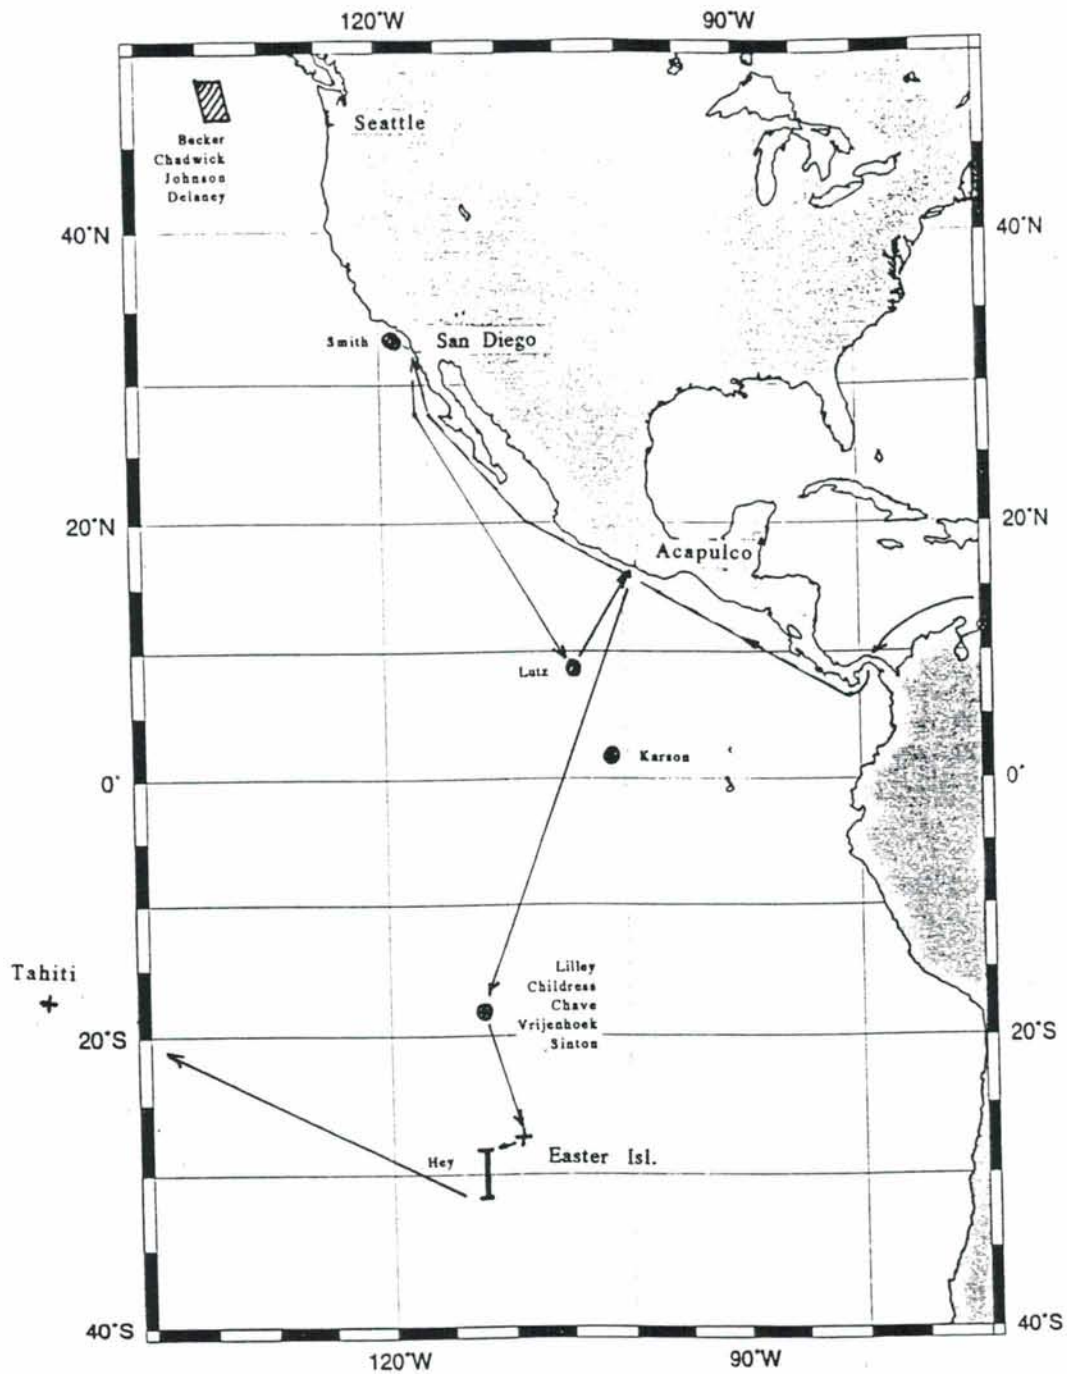 120°W
90°W
Seattle
Becker
Chadwick
Johnson
Delaney
40°N
40°N
Smith
San Diego
20°N
20°N
Acapulco
Lutz
Karson
0°
0°
Tahiti
Lilley
Childress
Chave
Vrijenhoek
Sinton
20°S
20°S
Hey
Easter Isl.
40°S
40°S
120°W
90°W